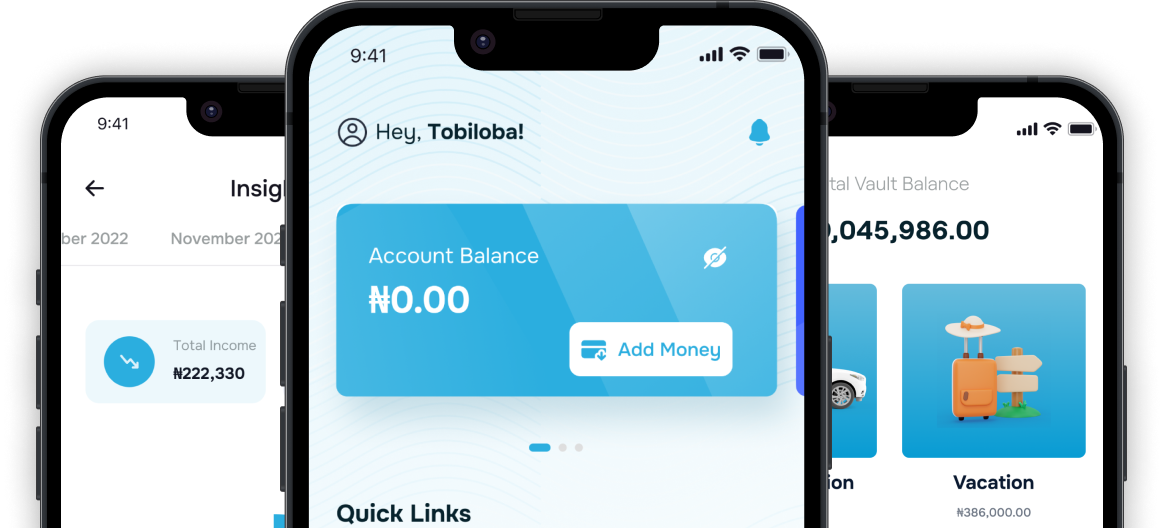 9:41
Insig
ber 2022 November 202
Total Income
₦222,330
9:41
Hey, Tobiloba!
Account Balance
₦0.00
Add Money
Quick Links
tal Vault Balance
,045,986.00
ion
Vacation
₦386,000.00